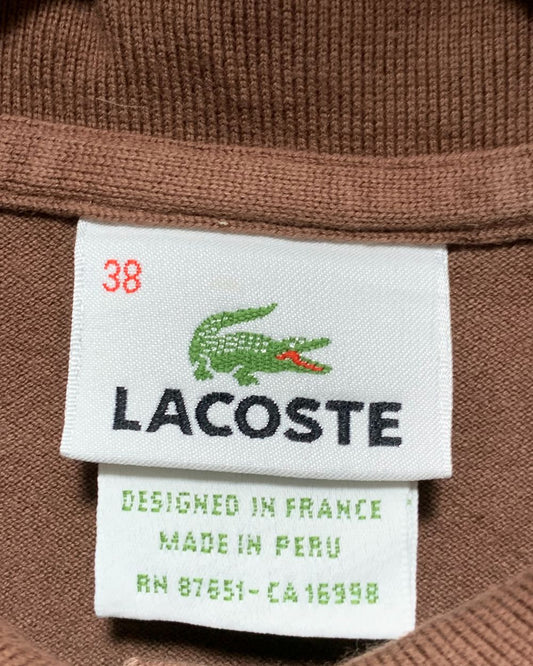 38
LACOSTE
DESIGNED IN FRANCE
MADE IN PERU
RN 87651-CA 16998